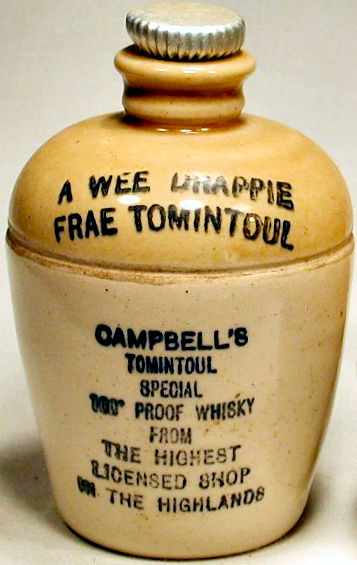 A WEE DRAPPIE
FRAE TOMINTOUL
CAMPBELL'S
TOMINTOUL
SPECIAL
PROOF WHISKY
FROM
THE HIGHEST
LICENSED SHOP
IN THE HIGHLANDS